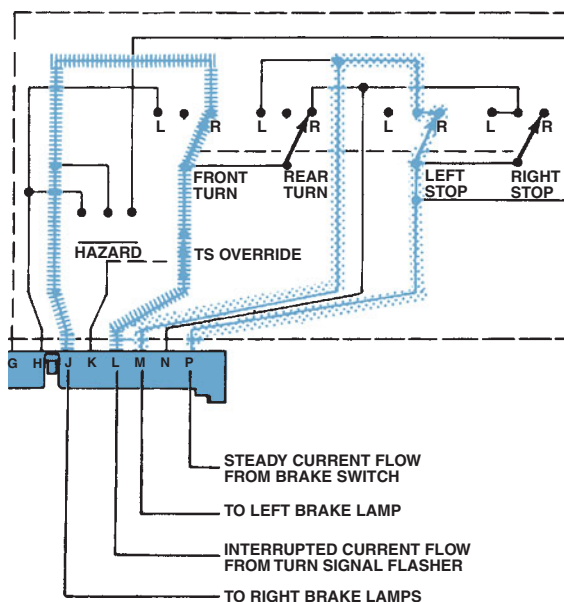 L R L R L L R
FRONT TURN
REAR TURN
LEFT STOP
RIGHT STOP
HAZARD
TS OVERRIDE
G H J K L M N P
STEADY CURRENT FLOW
FROM BRAKE SWITCH
TO LEFT BRAKE LAMP
INTERRUPTED CURRENT FLOW
FROM TURN SIGNAL FLASHER
TO RIGHT BRAKE LAMPS